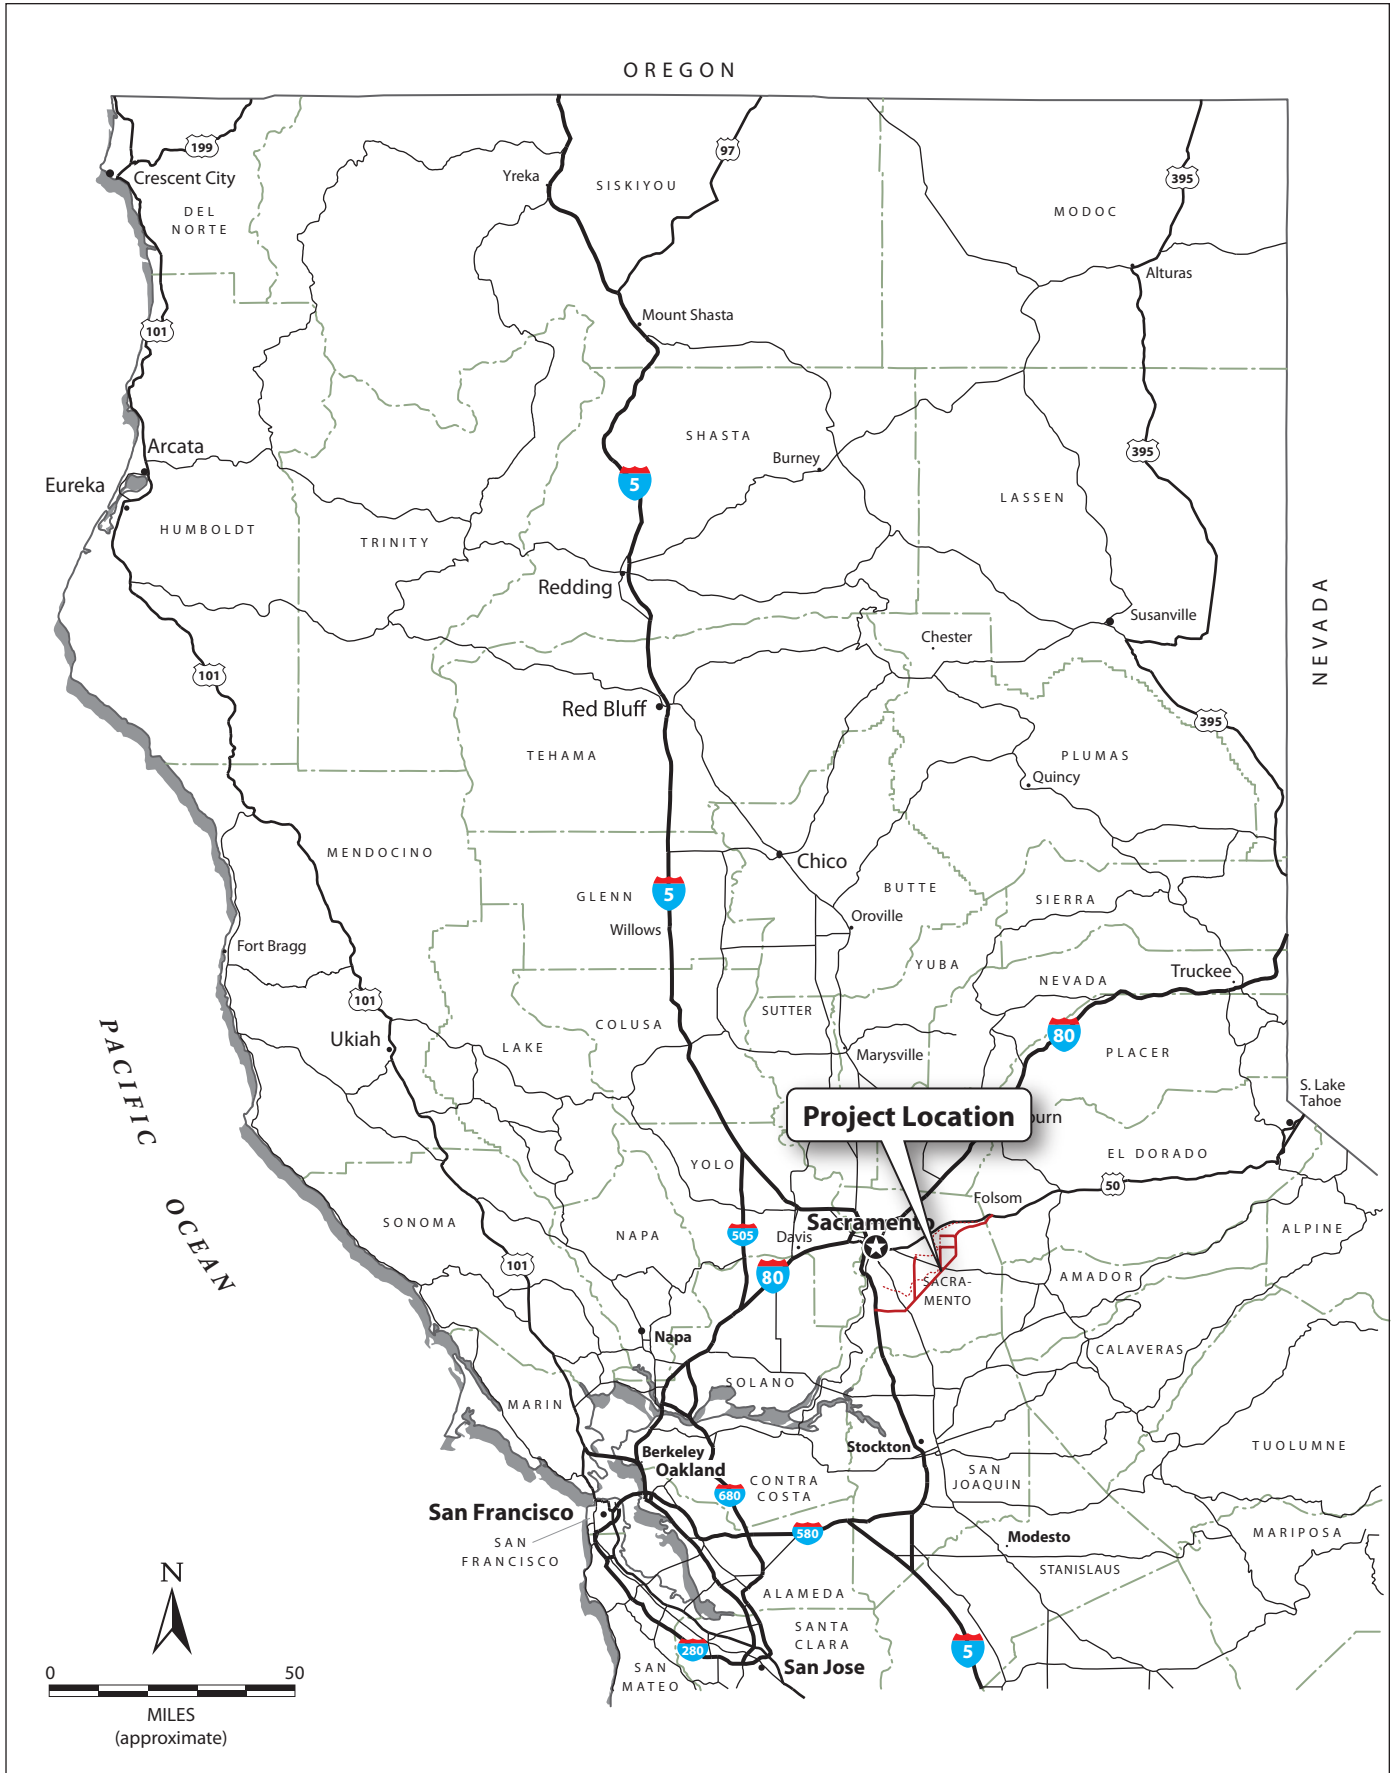 OREGON
199
97
395
Crescent City
Yreka
SISKIYOU
DEL
NORTE
MODOC
Alturas
101
Mount Shasta
SHASTA
Burney
395
Arcata
Eureka
5
LASSEN
HUMBOLDT
TRINITY
Redding
NEVADA
Susanville
Chester
101
Red Bluff
395
TEHAMA
PLUMAS
Quincy
MENDOCINO
Chico
BUTTE
GLENN
5
SIERRA
Willows
Oroville
Fort Bragg
YUBA
Truckee
NEVADA
101
SUTTER
COLUSA
80
Ukiah
LAKE
Marysville
PLACER
PACIFIC
OCEAN
S. Lake
Tahoe
Project Location
urn
YOLO
EL DORADO
50
Folsom
SONOMA
NAPA
505
Davis
Sacramento
ALPINE
101
80
AMADOR
SACRA-
MENTO
Napa
CALAVERAS
SOLANO
MARIN
Stockton
Berkeley
Oakland
TUOLUMNE
CONTRA
COSTA
SAN
JOAQUIN
680
San Francisco
580
Modesto
MARIPOSA
SAN
FRANCISCO
STANISLAUS
ALAMEDA
N
SANTA
CLARA
280
5
San Jose
SAN
MATEO
0 50
MILES
(approximate)